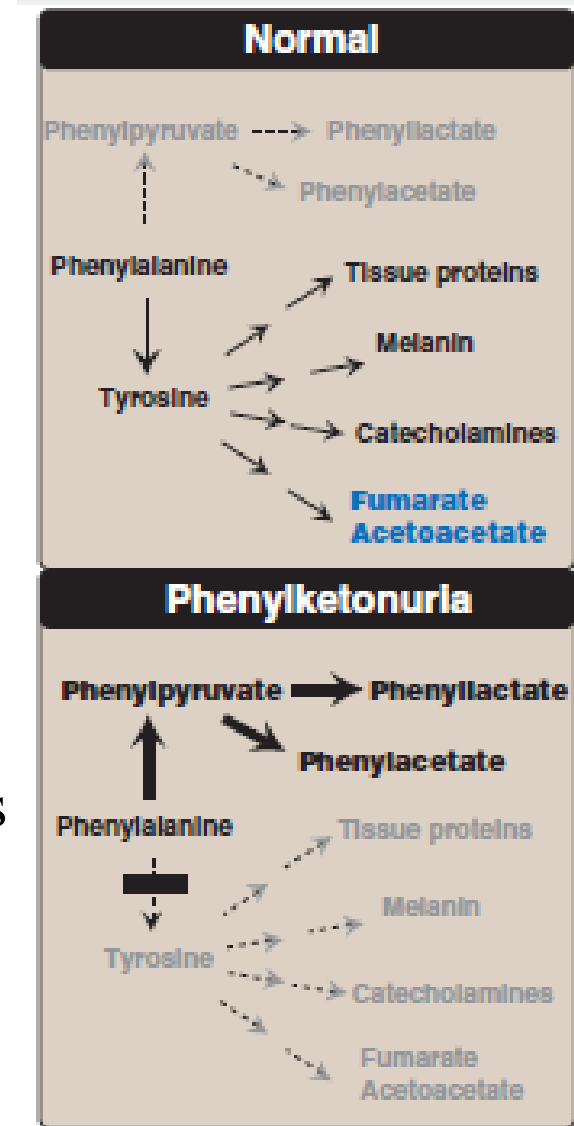 Normal
Phenylpyruvate Phenyllactate
Phenylacetate
Phenylalanine
Tissue proteins
Melanin
Tyrosine
Catecholamines
Fumarate
Acetoacetate
Phenylketonuria
Phenylpyruvate Phenyllactate
Phenylacetate
s
Phenylalanine
Tissue proteins
Melanin
Tyrosine
Catecholamines
Fumarate
Acetoacetate